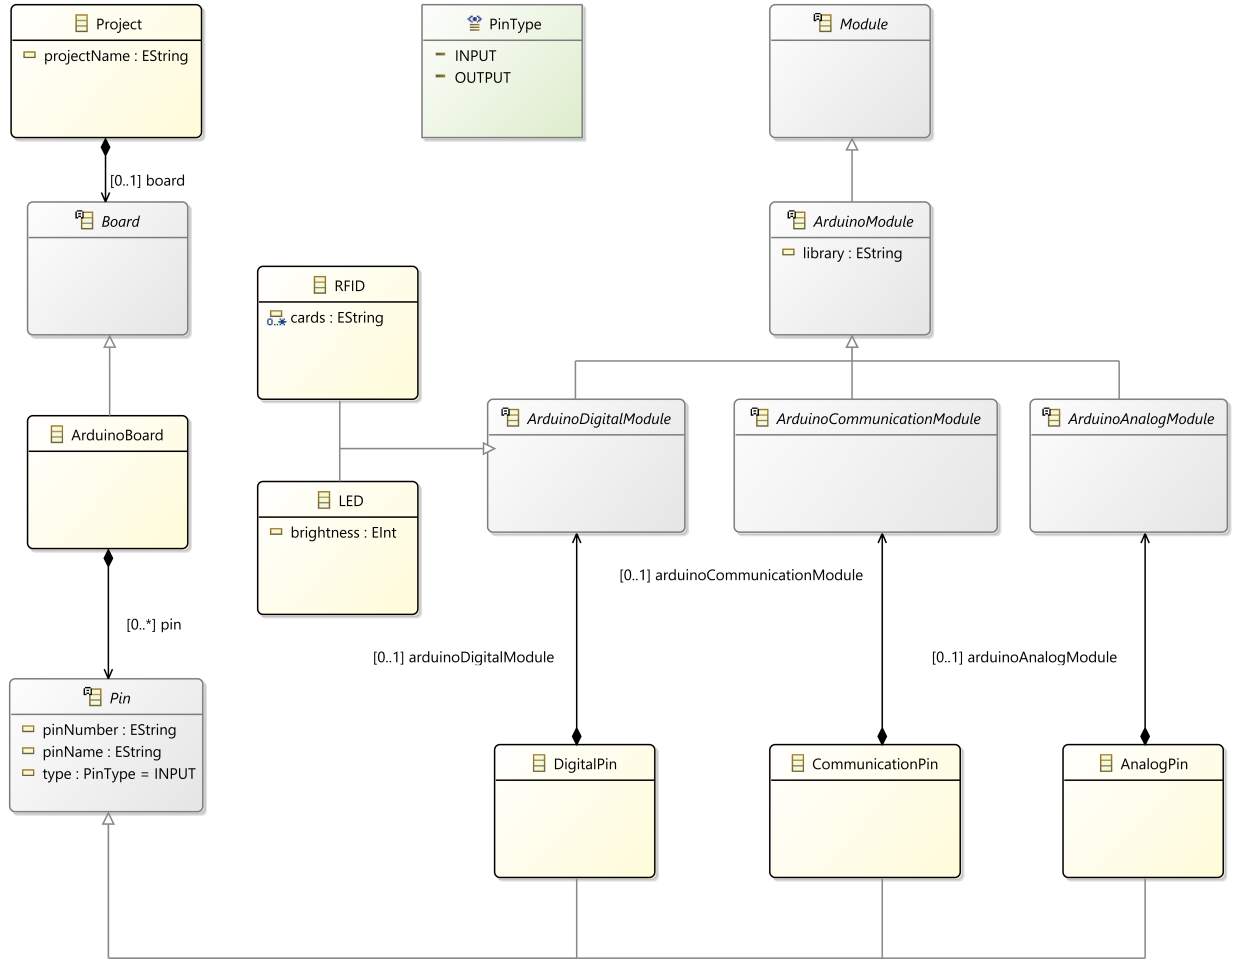 Project
projectName : EString
PinType
INPUT
OUTPUT
Module
[0..1] board
Board
ArduinoModule
library : EString
RFID
0..* cards : EString
ArduinoBoard
ArduinoDigitalModule
ArduinoCommunicationModule
ArduinoAnalogModule
LED
brightness : EInt
[0..1] arduinoCommunicationModule
[0..*] pin
[0..1] arduinoDigitalModule
[0..1] arduinoAnalogModule
Pin
pinNumber : EString
pinName : EString
type : PinType = INPUT
DigitalPin
CommunicationPin
AnalogPin